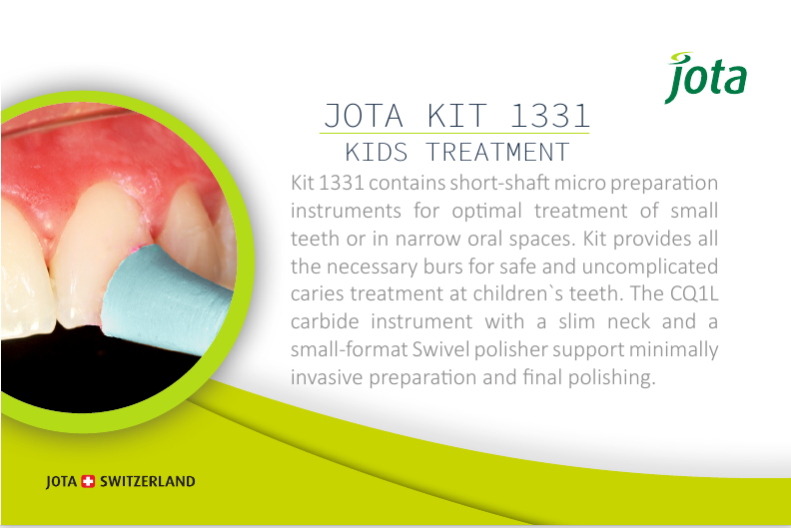 jota
JOTA KIT 1331
KIDS TREATMENT
Kit 1331 contains short-shaft micro preparation
instruments for optimal treatment of small
teeth or in narrow oral spaces. Kit provides all
the necessary burs for safe and uncomplicated
caries treatment at children`s teeth. The CQ1L
carbide instrument with a slim neck and a
small-format Swivel polisher support minimally
invasive preparation and final polishing.
JOTA SWITZERLAND